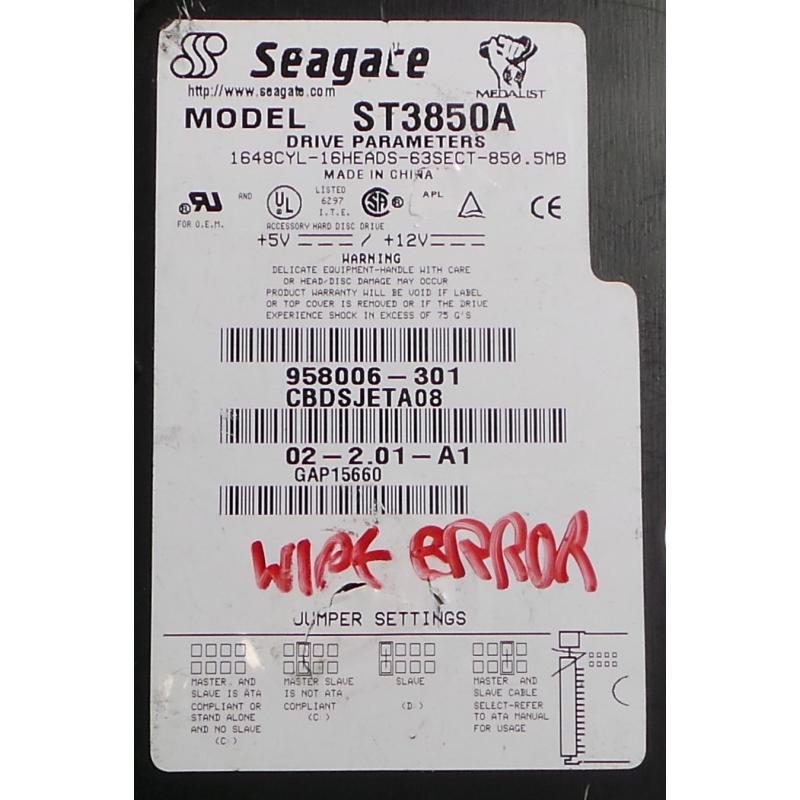 Seagate
http://www.seagate.com
MEDALIST
MODEL ST3850A
DRIVE PARAMETERS
1648CYL-16HEADS-63SECT-850.5MB
MADE IN CHINA
FOR O.E.M.
AND
UL
LISTED
6297
I.T.E.
SA
APL
CE
ACCESSORY HARD DISC DRIVE
+5V / +12V
WARNING
DELICATE EQUIPMENT-HANDLE WITH CARE
OR HEAD/DISC DAMAGE MAY OCCUR
PRODUCT WARRANTY WILL BE VOID IF LABEL
OR TOP COVER IS REMOVED OR IF THE DRIVE
EXPERIENCE SHOCK IN EXCESS OF 75 G'S
958006-301
CBDSJETA08
02-2.01-A1
GAP15660
WIPE ERROR
JUMPER SETTINGS
MASTER AND
SLAVE IS ATA
COMPLIANT OR
STAND ALONE
AND NO SLAVE
(C)
MASTER SLAVE
IS NOT ATA
COMPLIANT
(C)
SLAVE
(D)
MASTER AND
SLAVE CABLE
SELECT-REFER
TO ATA MANUAL
FOR USAGE